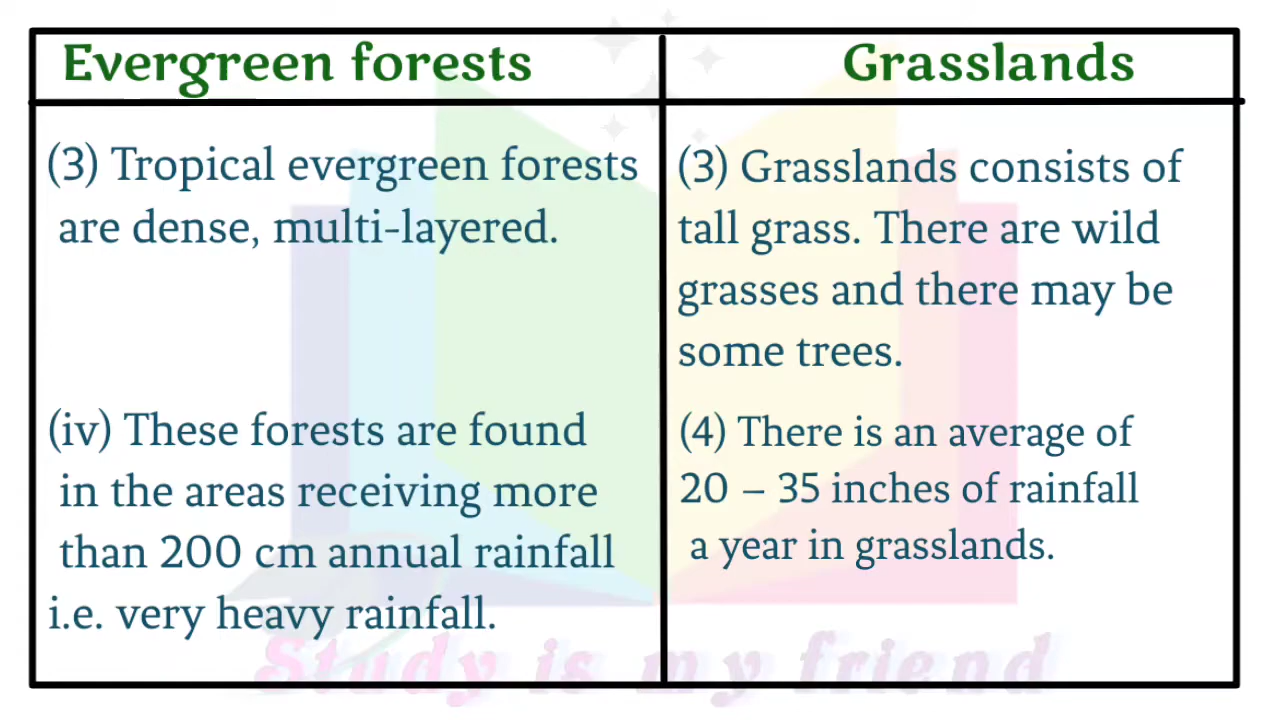 Evergreen forests
Grasslands
(3) Tropical evergreen forests
are dense, multi-layered.
(3) Grasslands consists of
tall grass. There are wild
grasses and there may be
some trees.
(iv) These forests are found
in the areas receiving more
than 200 cm annual rainfall
i.e. very heavy rainfall.
(4) There is an average of
20 – 35 inches of rainfall
a year in grasslands.
Study is my friend